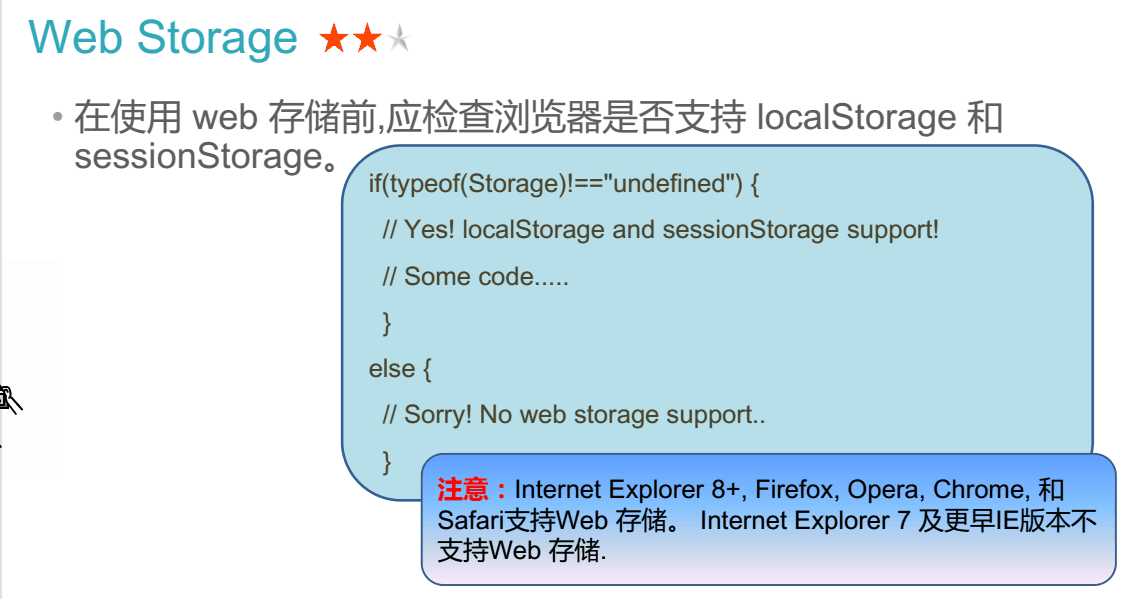 Web Storage
• 在使用 web 存储前,应检查浏览器是否支持 localStorage 和
sessionStorage。
if(typeof(Storage)!=="undefined") {
// Yes! localStorage and sessionStorage support!
// Some code.....
}
else {
// Sorry! No web storage support..
}
注意：Internet Explorer 8+, Firefox, Opera, Chrome, 和
Safari支持Web 存储。 Internet Explorer 7 及更早IE版本不
支持Web 存储.